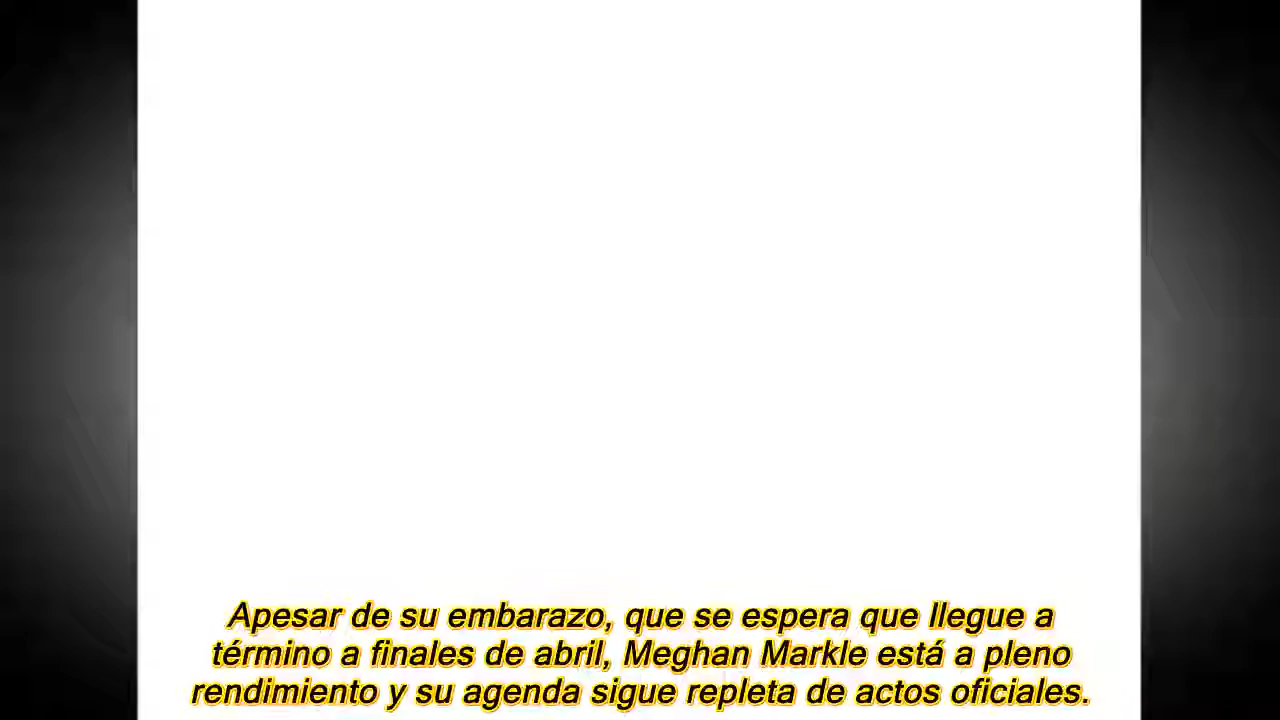 Apesar de su embarazo, que se espera que llegue a
término a finales de abril, Meghan Markle está a pleno
rendimiento y su agenda sigue repleta de actos oficiales.